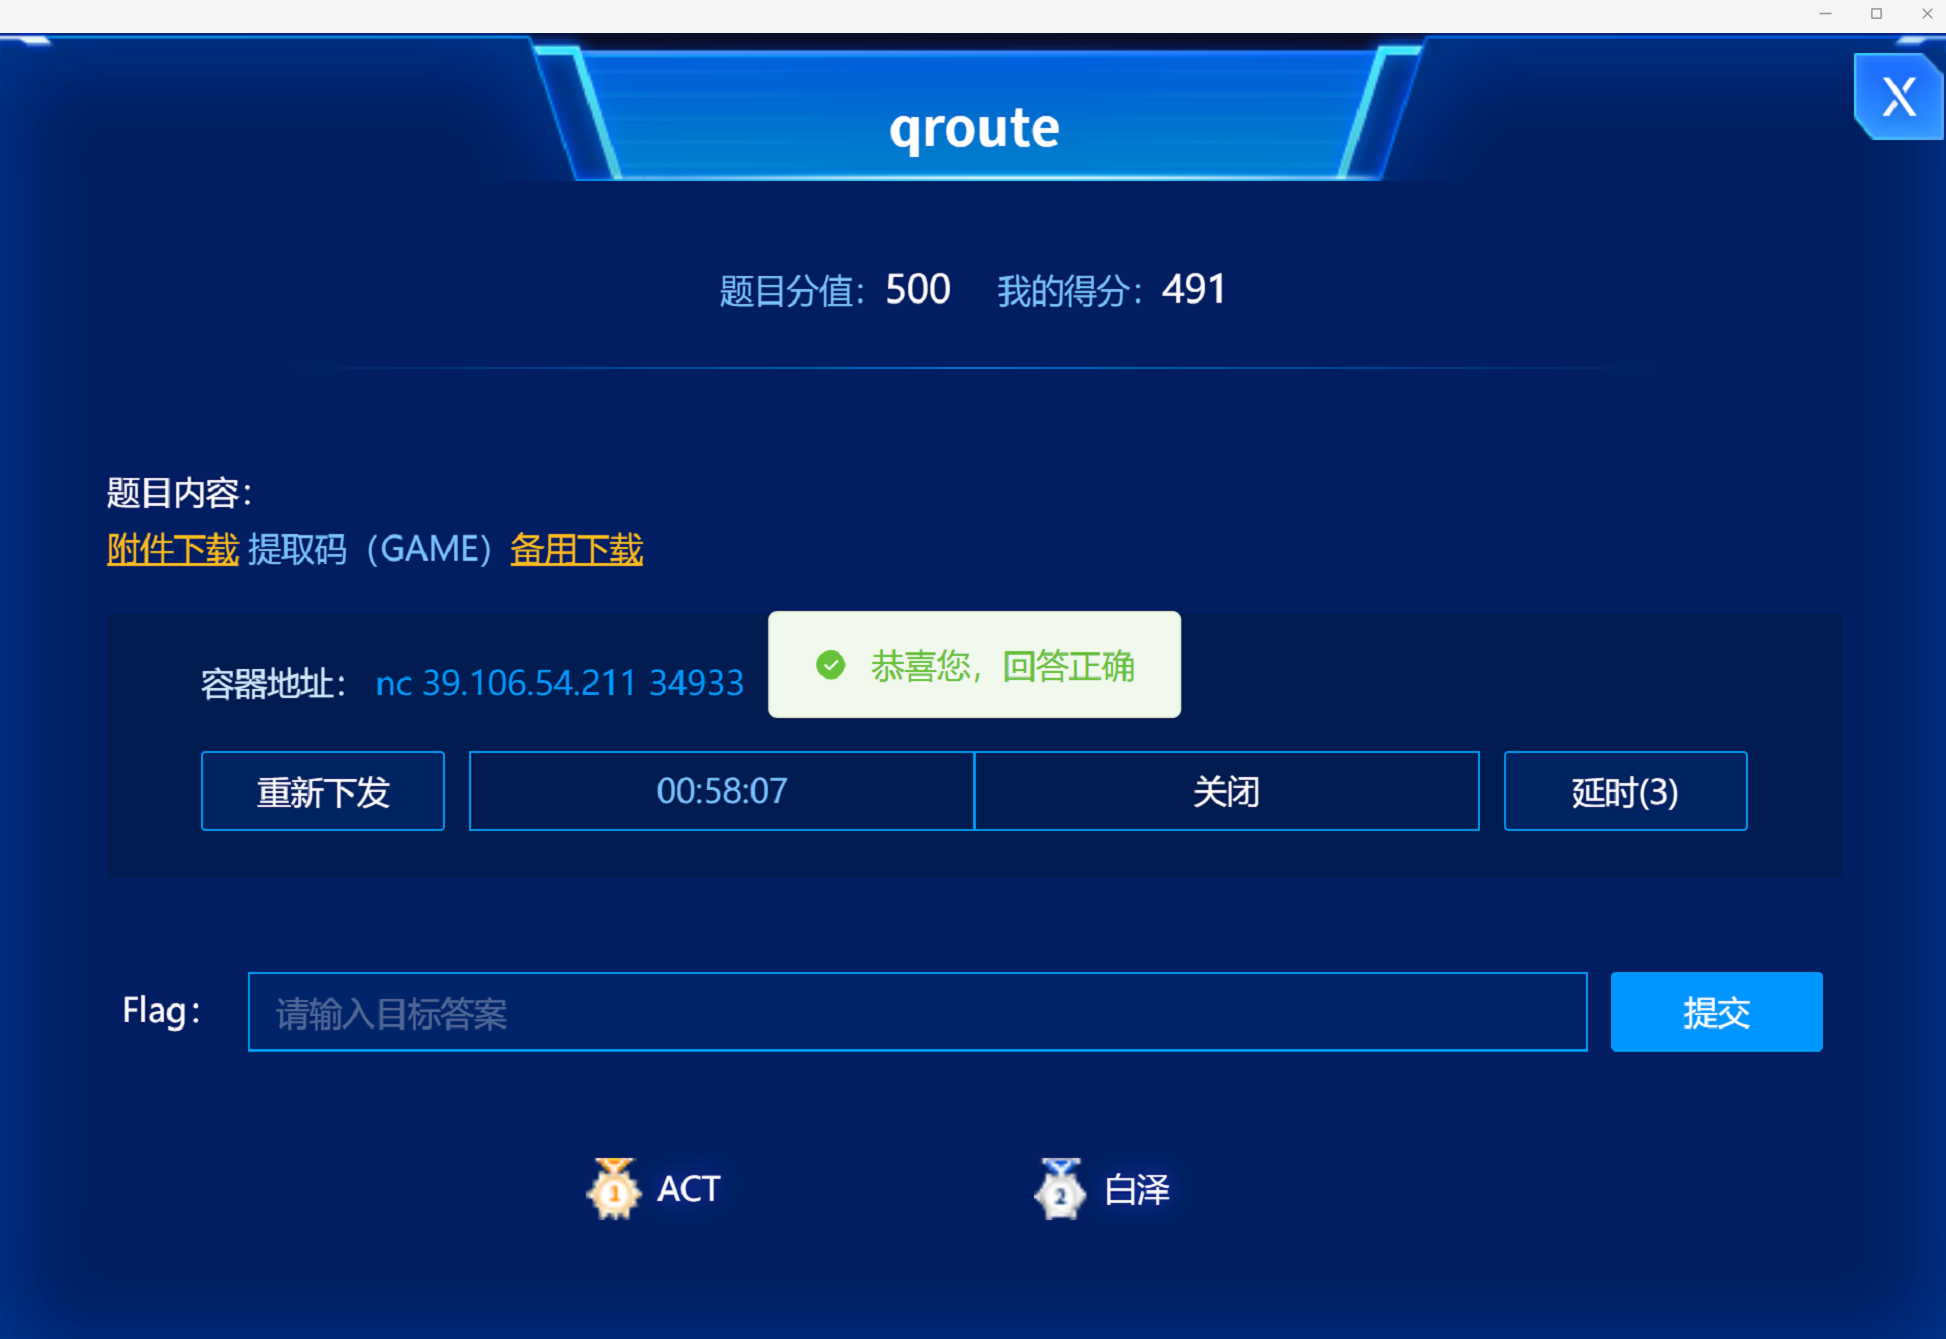 qroute
X
题目分值：500 我的得分：491
题目内容：
附件下载 提取码（GAME）备用下载
容器地址： nc 39.106.54.211 34933
恭喜您，回答正确
重新下发 00:58:07 关闭 延时(3)
Flag： 请输入目标答案 提交
1 ACT 2 白泽